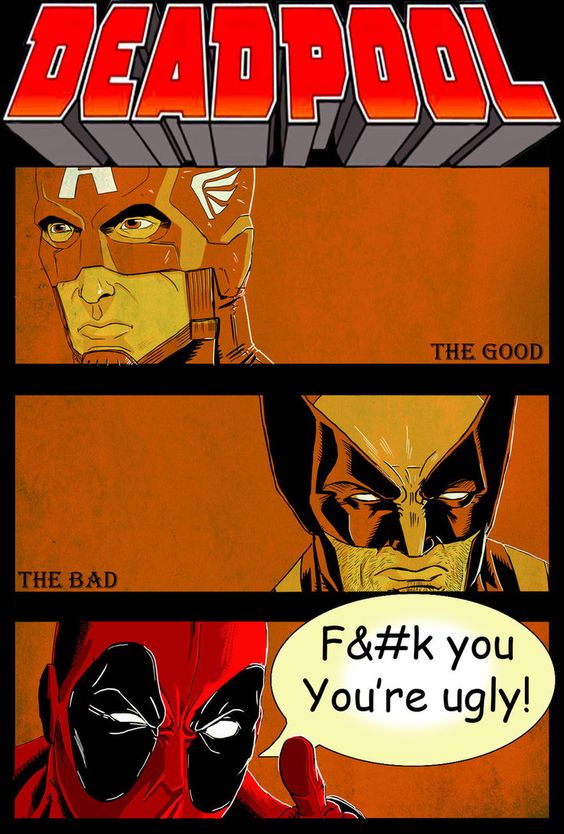 DEADPOOL
A
THE GOOD
THE BAD
F&#k you
You're ugly!